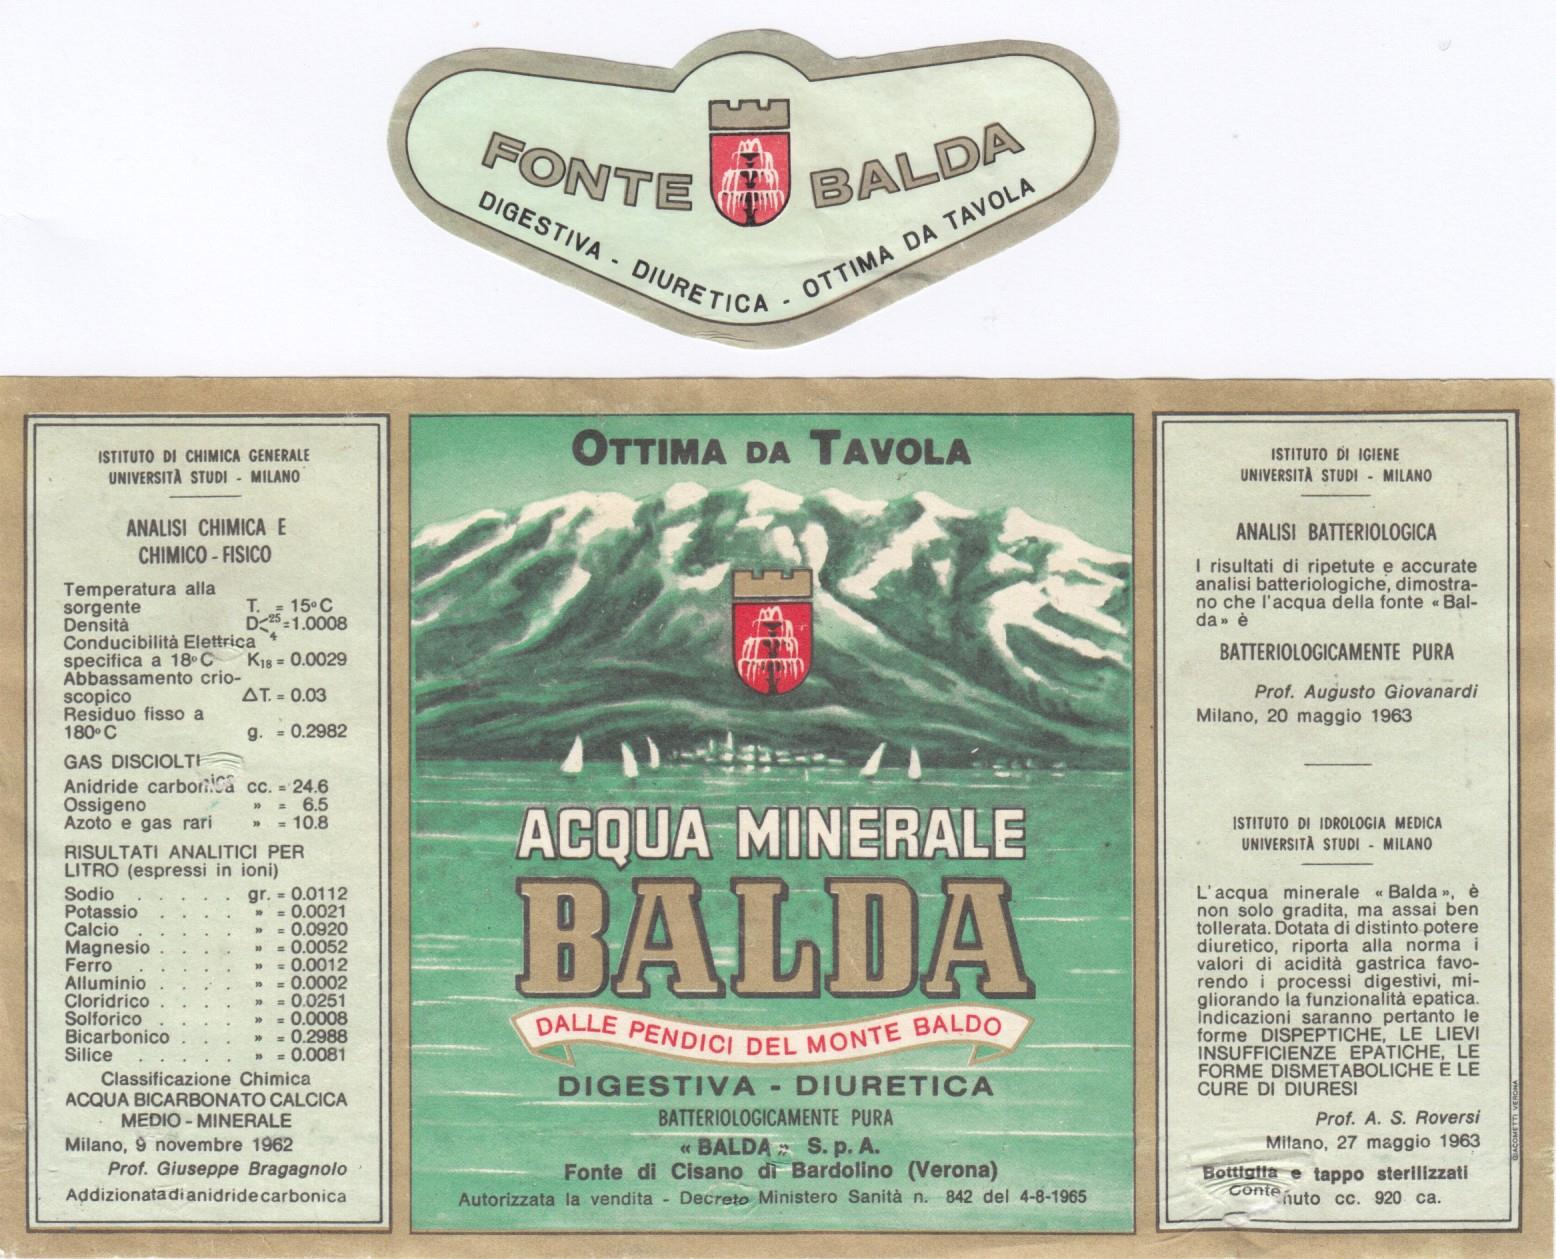 FONTE BALDA
DIGESTIVA - DIURETICA - OTTIMA DA TAVOLA
ISTITUTO DI CHIMICA GENERALE
UNIVERSITÀ STUDI - MILANO
ANALISI CHIMICA E
CHIMICO - FISICO
Temperatura alla
sorgente T. = 15° C
Densità D<²⁵₄ = 1.0008
Conducibilità Elettrica
specifica a 18° C K₁₈ = 0.0029
Abbassamento crio-
scopico ΔT. = 0.03
Residuo fisso a
180° C g. = 0.2982
GAS DISCIOLTI
Anidride carbonica cc. = 24.6
Ossigeno » = 6.5
Azoto e gas rari » = 10.8
RISULTATI ANALITICI PER
LITRO (espressi in ioni)
Sodio . . . . . gr. = 0.0112
Potassio . . . . » = 0.0021
Calcio . . . . . » = 0.0920
Magnesio . . . . » = 0.0052
Ferro . . . . . » = 0.0012
Alluminio . . . . » = 0.0002
Cloridrico . . . . » = 0.0251
Solforico . . . . » = 0.0008
Bicarbonico . . . » = 0.2988
Silice . . . . . » = 0.0081
Classificazione Chimica
ACQUA BICARBONATO CALCICA
MEDIO - MINERALE
Milano, 9 novembre 1962
Prof. Giuseppe Bragagnolo
Addizionata di anidride carbonica
OTTIMA DA TAVOLA
ACQUA MINERALE
BALDA
DALLE PENDICI DEL MONTE BALDO
DIGESTIVA - DIURETICA
BATTERIOLOGICAMENTE PURA
« BALDA » S. p. A.
Fonte di Cisano di Bardolino (Verona)
Autorizzata la vendita - Decreto Ministero Sanità n. 842 del 4-8-1965
ISTITUTO DI IGIENE
UNIVERSITÀ STUDI - MILANO
ANALISI BATTERIOLOGICA
I risultati di ripetute e accurate
analisi batteriologiche, dimostra-
no che l'acqua della fonte « Bal-
da » è
BATTERIOLOGICAMENTE PURA
Prof. Augusto Giovanardi
Milano, 20 maggio 1963
ISTITUTO DI IDROLOGIA MEDICA
UNIVERSITÀ STUDI - MILANO
L'acqua minerale « Balda », è
non solo gradita, ma assai ben
tollerata. Dotata di distinto potere
diuretico, riporta alla norma i
valori di acidità gastrica favo-
rendo i processi digestivi, mi-
gliorando la funzionalità epatica.
Indicazioni saranno pertanto le
forme DISPEPTICHE, LE LIEVI
INSUFFICIENZE EPATICHE, LE
FORME DISMETABOLICHE E LE
CURE DI DIURESI
Prof. A. S. Roversi
Milano, 27 maggio 1963
Bottiglia e tappo sterilizzati
Contenuto cc. 920 ca.
GIACOMETTI VERONA